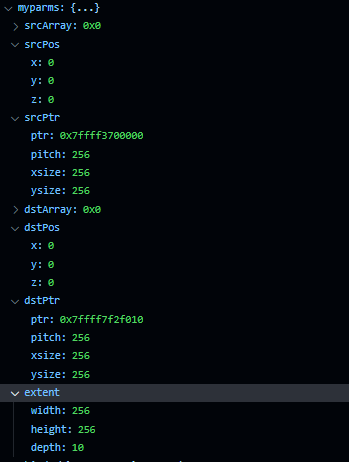 myparms: {...}
srcArray: 0x0
srcPos
x: 0
y: 0
z: 0
srcPtr
ptr: 0x7ffff3700000
pitch: 256
xsize: 256
ysize: 256
dstArray: 0x0
dstPos
x: 0
y: 0
z: 0
dstPtr
ptr: 0x7ffff7f2f010
pitch: 256
xsize: 256
ysize: 256
extent
width: 256
height: 256
depth: 10